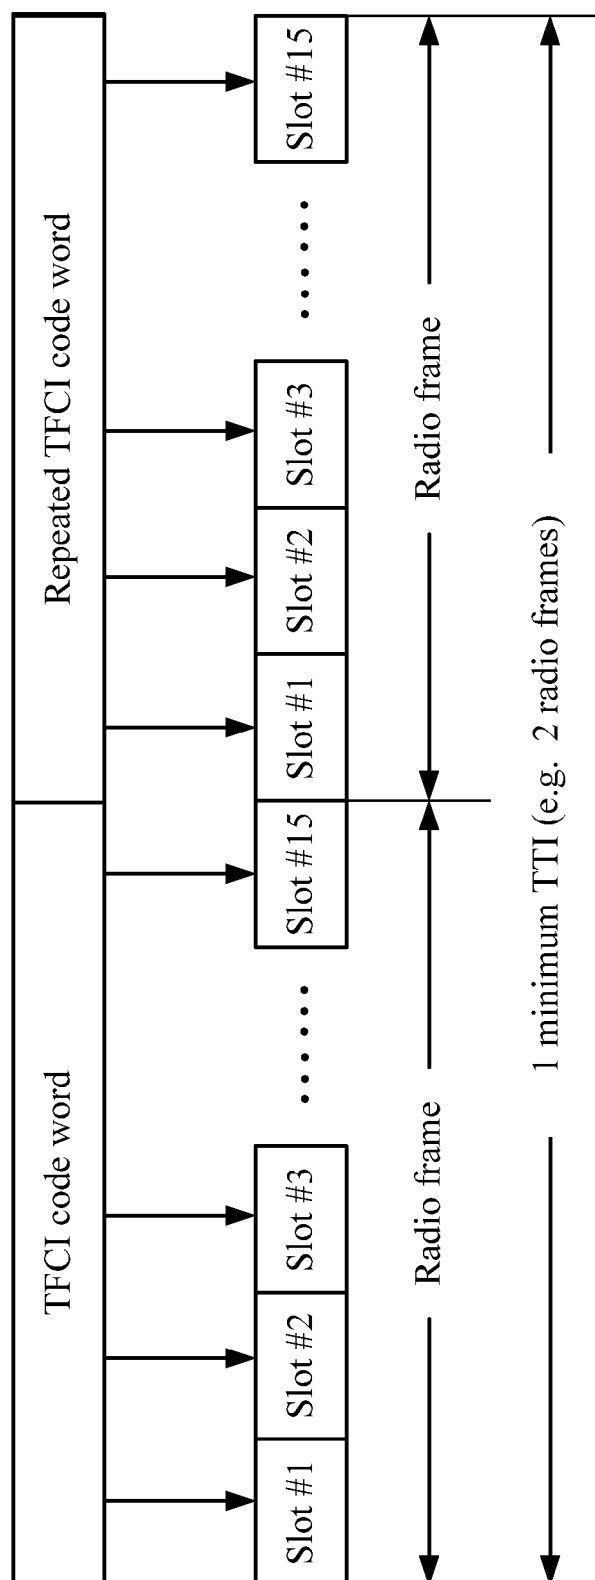 TFCI code word
Repeated TFCI code word
Slot #1
Slot #2
Slot #3
......
Slot #15
Slot #1
Slot #2
Slot #3
......
Slot #15
Radio frame
Radio frame
1 minimum TTI (e.g. 2 radio frames)